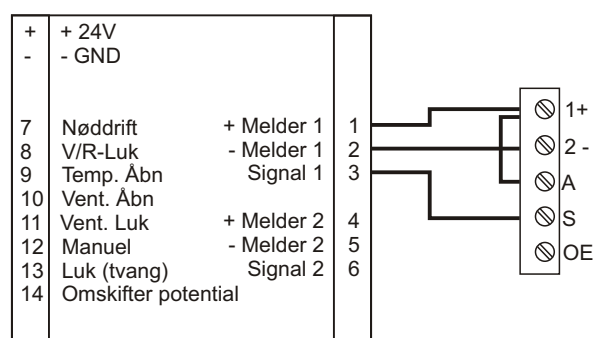 + + 24V
- - GND
7 Nøddrift + Melder 1 1
8 V/R-Luk - Melder 1 2
9 Temp. Åbn Signal 1 3
10 Vent. Åbn
11 Vent. Luk + Melder 2 4
12 Manuel - Melder 2 5
13 Luk (tvang) Signal 2 6
14 Omskifter potential
1+
2 -
A
S
OE